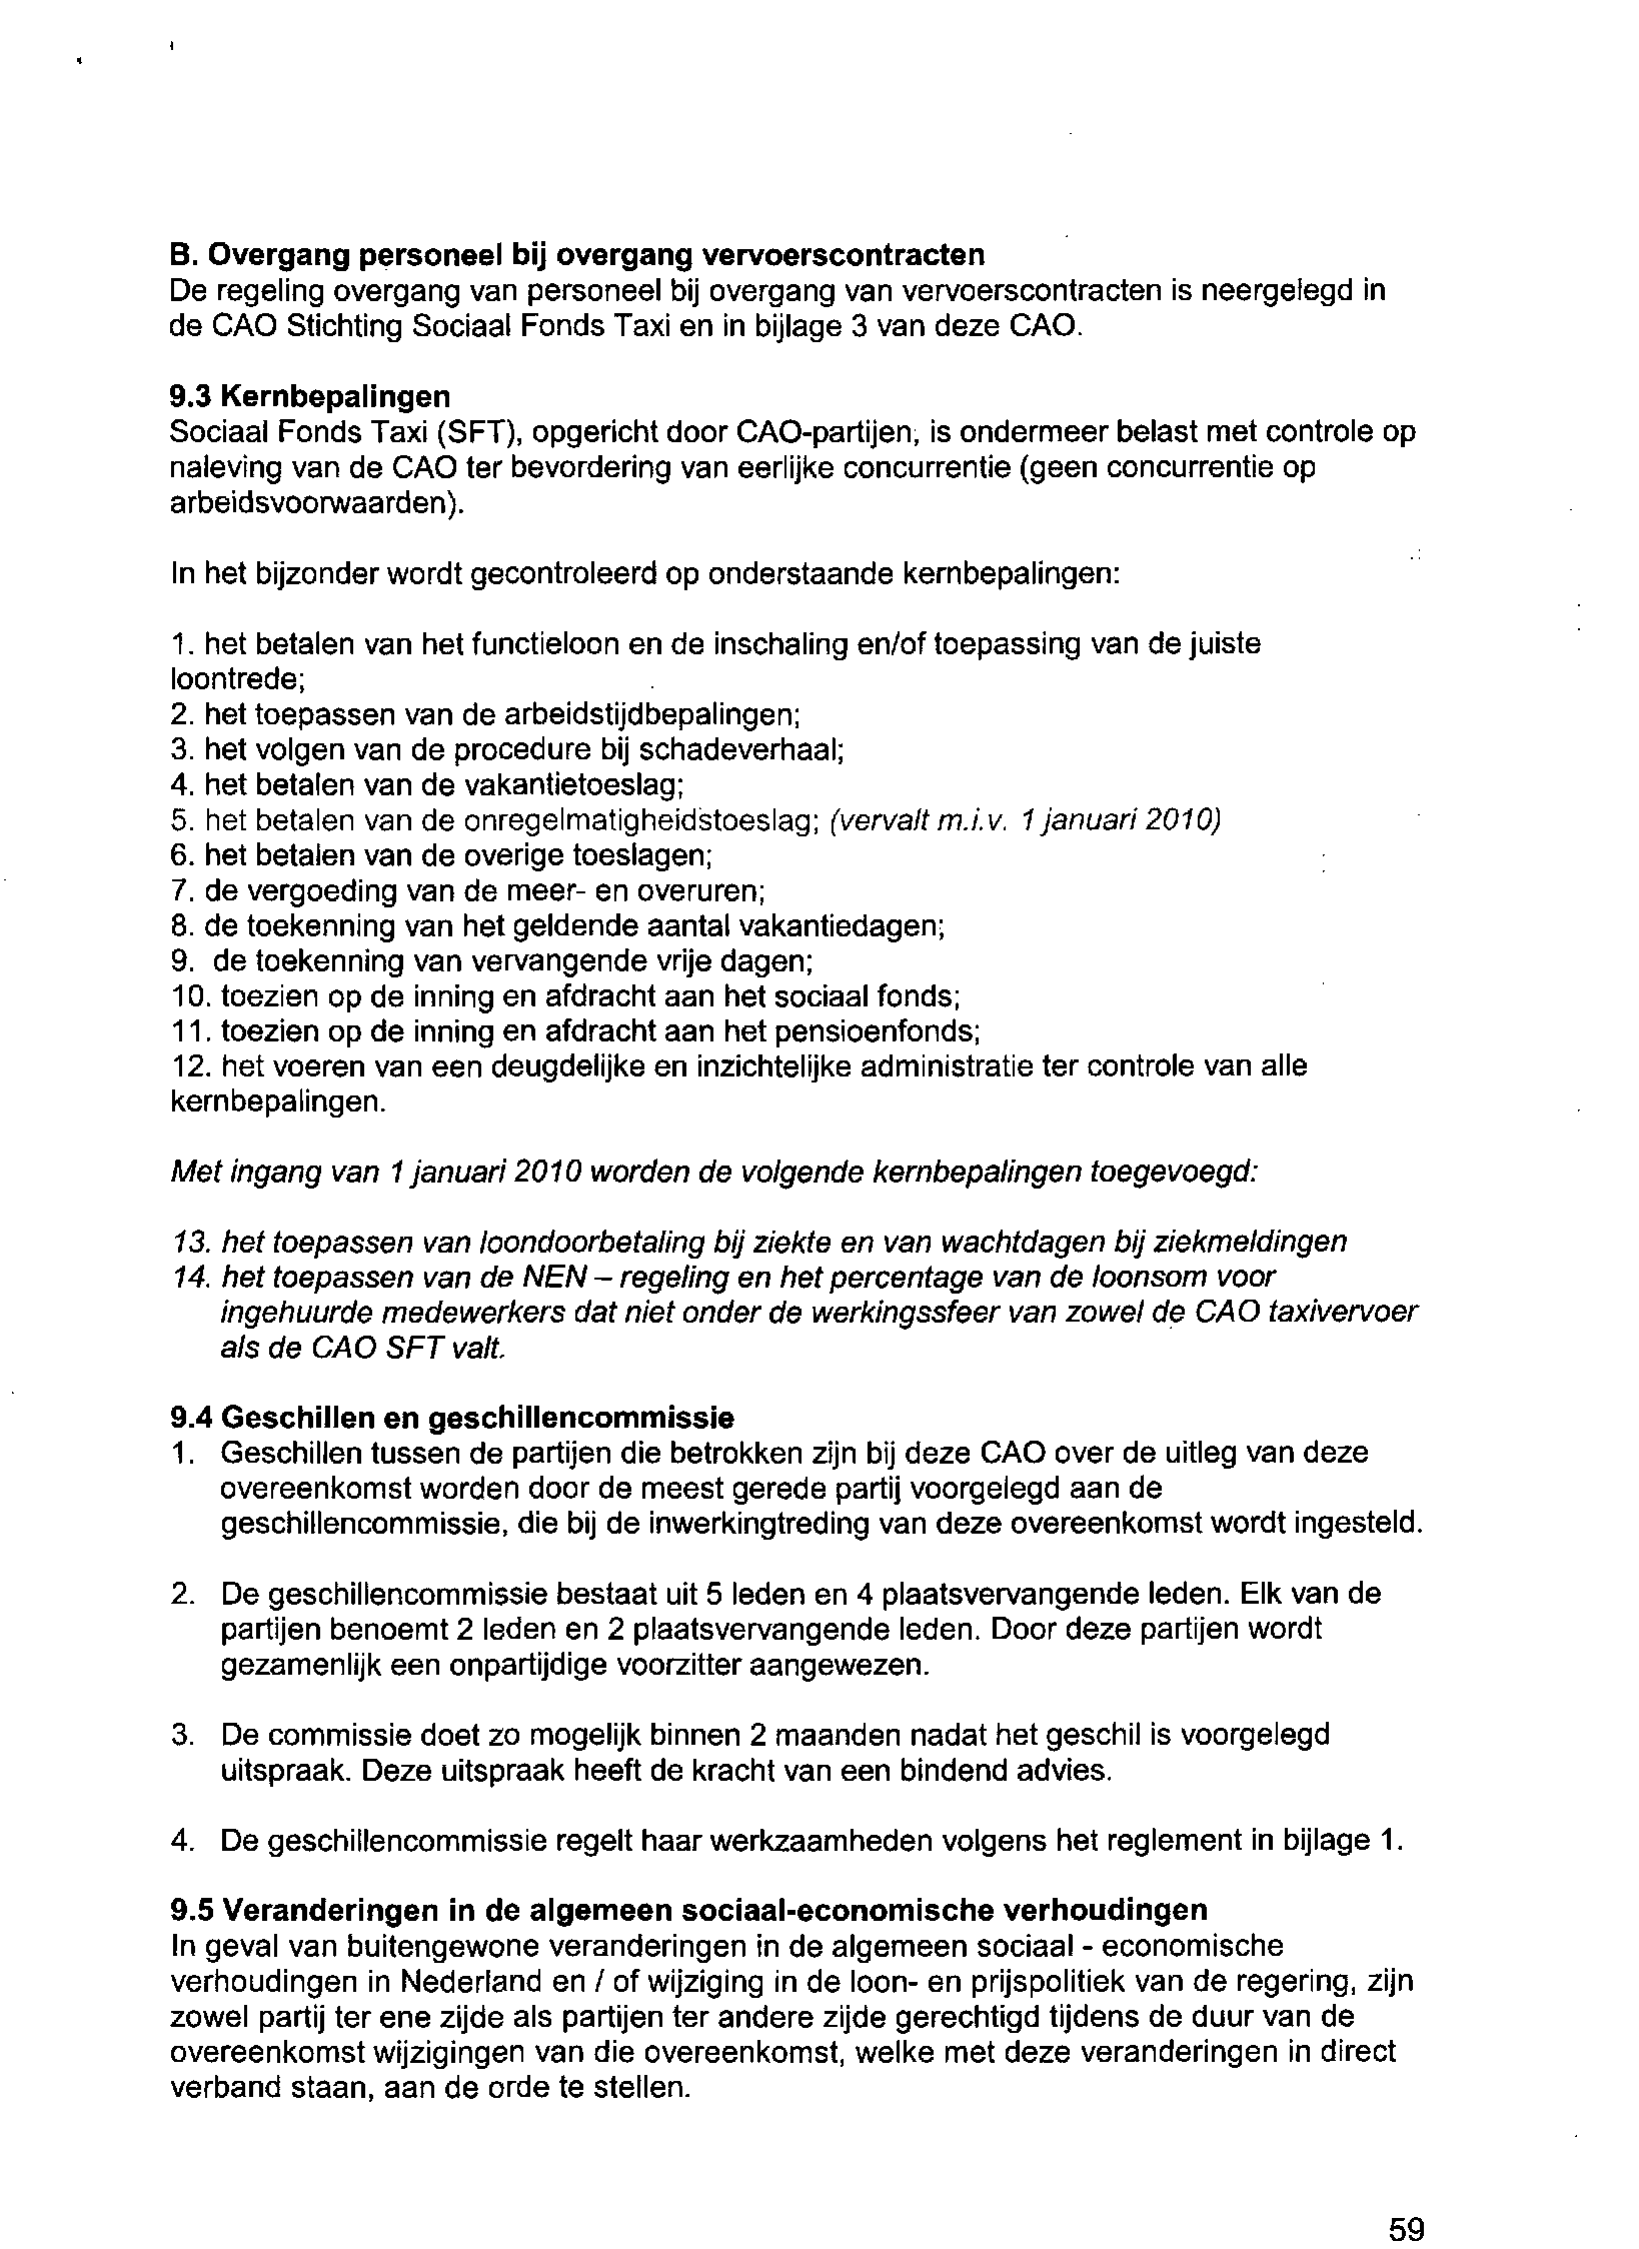 B. Overgang personeel bij overgang vervoerscontracten
De regeling overgang van personeel bij overgang van vervoerscontracten is neergelegd in
de CAO Stichting Sociaal Fonds Taxi en in bijlage 3 van deze CAO.
9.3 Kernbepalingen
Sociaal Fonds Taxi (SFT), opgericht door CAO-partijen, is ondermeer belast met controle op
naleving van de CAO ter bevordering van eerlijke concurrentie (geen concurrentie op
arbeidsvoorwaarden).
In het bijzonder wordt gecontroleerd op onderstaande kernbepalingen:
1. het betalen van het functieloon en de inschaling en/of toepassing van de juiste
loontrede;
2. het toepassen van de arbeidstijdbepalingen;
3. het volgen van de procedure bij schadeverhaal;
4. het betalen van de vakantietoeslag;
5. het betalen van de onregelmatigheidstoeslag; (vervalt m.i.v. 1 januari 2010)
6. het betalen van de overige toeslagen;
7. de vergoeding van de meer- en overuren;
8. de toekenning van het geldende aantal vakantiedagen;
9. de toekenning van vervangende vrije dagen;
10. toezien op de inning en afdracht aan het sociaal fonds;
11. toezien op de inning en afdracht aan het pensioenfonds;
12. het voeren van een deugdelijke en inzichtelijke administratie ter controle van alle
kernbepalingen.
Met ingang van 1 januari 2010 worden de volgende kernbepalingen toegevoegd:
13. het toepassen van loondoorbetaling bij ziekte en van wachtdagen bij ziekmeldingen
14. het toepassen van de NEN – regeling en het percentage van de loonsom voor
ingehuurde medewerkers dat niet onder de werkingssfeer van zowel de CAO taxivervoer
als de CAO SFT valt.
9.4 Geschillen en geschillencommissie
1. Geschillen tussen de partijen die betrokken zijn bij deze CAO over de uitleg van deze
overeenkomst worden door de meest gerede partij voorgelegd aan de
geschillencommissie, die bij de inwerkingtreding van deze overeenkomst wordt ingesteld.
2. De geschillencommissie bestaat uit 5 leden en 4 plaatsvervangende leden. Elk van de
partijen benoemt 2 leden en 2 plaatsvervangende leden. Door deze partijen wordt
gezamenlijk een onpartijdige voorzitter aangewezen.
3. De commissie doet zo mogelijk binnen 2 maanden nadat het geschil is voorgelegd
uitspraak. Deze uitspraak heeft de kracht van een bindend advies.
4. De geschillencommissie regelt haar werkzaamheden volgens het reglement in bijlage 1.
9.5 Veranderingen in de algemeen sociaal-economische verhoudingen
In geval van buitengewone veranderingen in de algemeen sociaal - economische
verhoudingen in Nederland en / of wijziging in de loon- en prijspolitiek van de regering, zijn
zowel partij ter ene zijde als partijen ter andere zijde gerechtigd tijdens de duur van de
overeenkomst wijzigingen van die overeenkomst, welke met deze veranderingen in direct
verband staan, aan de orde te stellen.
59